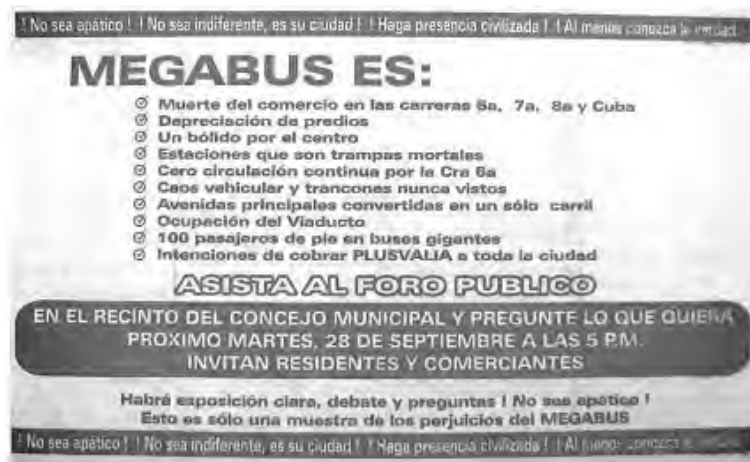 ! No sea apático ! ! No sea indiferente, es su ciudad ! ! Haga presencia civilizada ! ! Al menos conozca la verdad
MEGABUS ES:
Muerte del comercio en las carreras 6a, 7a, 8a y Cuba
Depreciación de predios
Un bólido por el centro
Estaciones que son trampas mortales
Cero circulación continua por la Cra 6a
Caos vehicular y trancones nunca vistos
Avenidas principales convertidas en un sólo carril
Ocupación del Viaducto
100 pasajeros de pie en buses gigantes
Intenciones de cobrar PLUSVALIA a toda la ciudad
ASISTA AL FORO PUBLICO
EN EL RECINTO DEL CONCEJO MUNICIPAL Y PREGUNTE LO QUE QUIERA
PROXIMO MARTES, 28 DE SEPTIEMBRE A LAS 5 P.M.
INVITAN RESIDENTES Y COMERCIANTES
Habrá exposición clara, debate y preguntas ! No sea apático !
Esto es sólo una muestra de los perjuicios del MEGABUS
! No sea apático ! ! No sea indiferente, es su ciudad ! ! Haga presencia civilizada ! ! Al menos conozca la